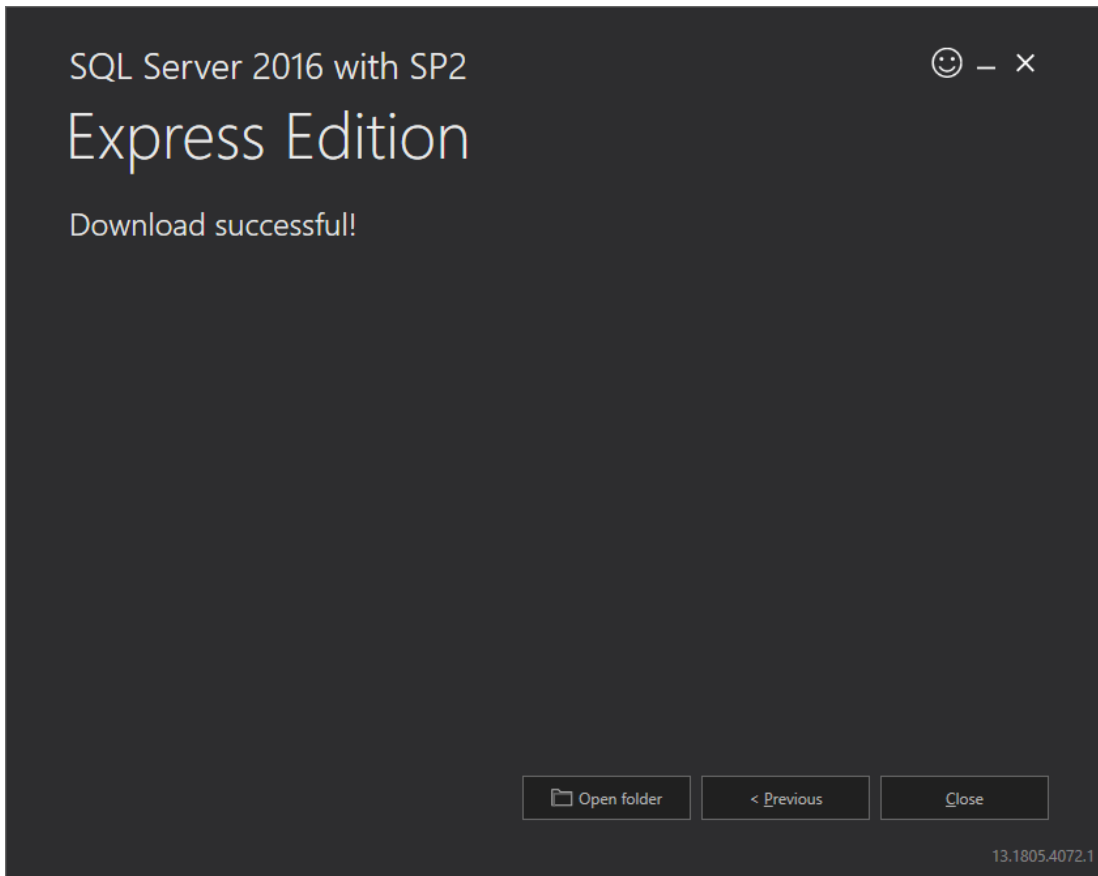 SQL Server 2016 with SP2
Express Edition
Download successful!
Open folder
< Previous
Close
13.1805.4072.1